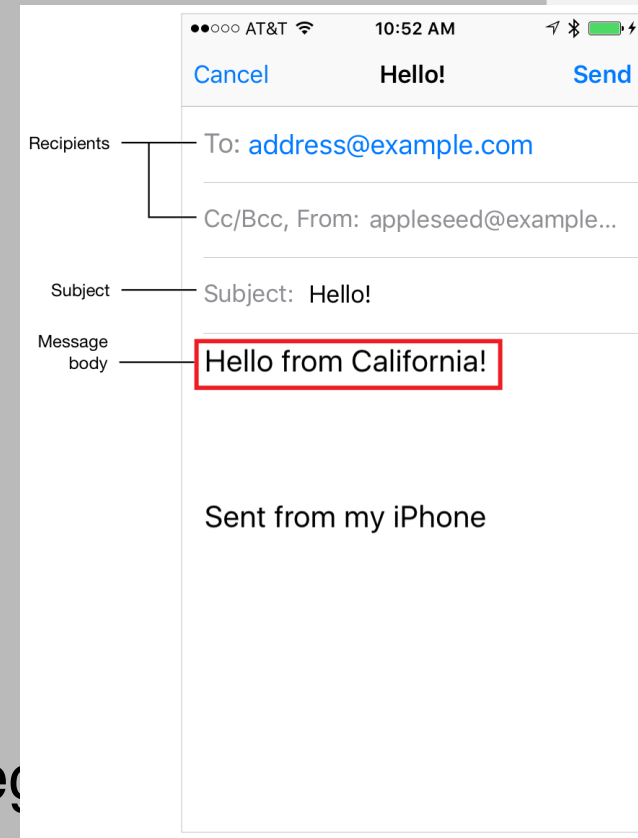 AT&T 10:52 AM
Cancel Hello! Send
Recipients To: address@example.com
Cc/Bcc, From: appleseed@example...
Subject Subject: Hello!
Message
body
Hello from California!
Sent from my iPhone